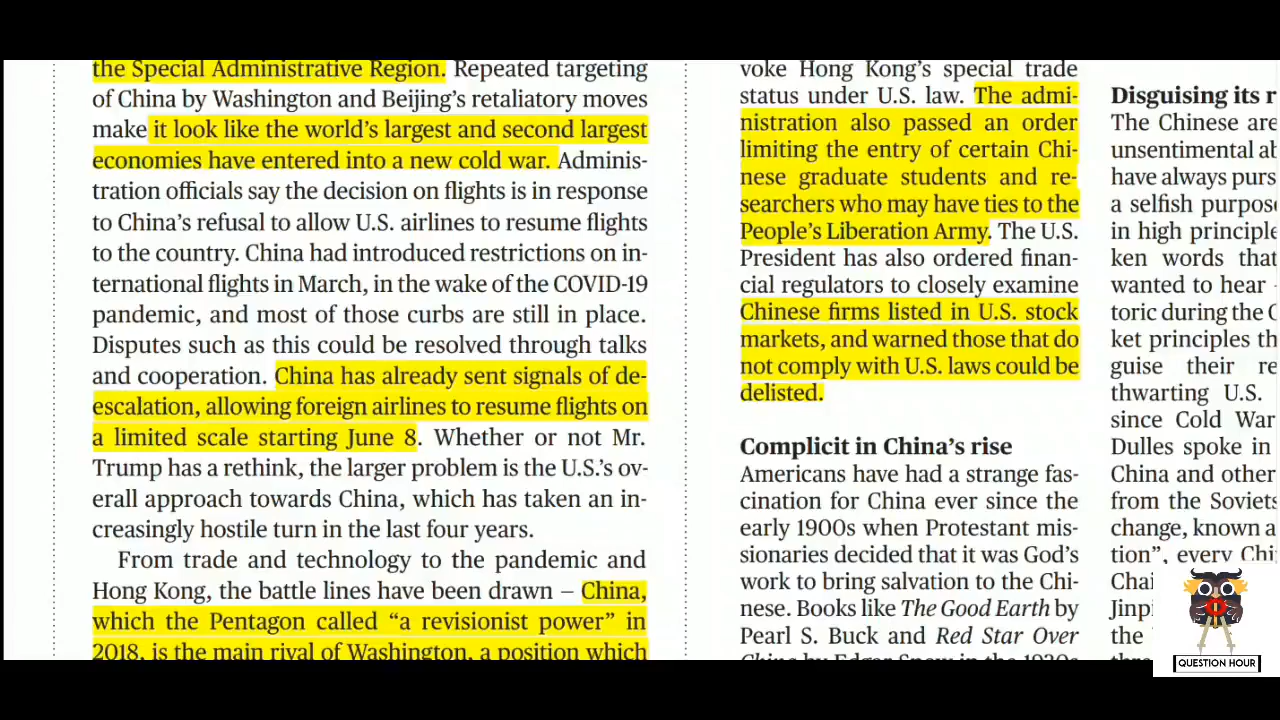 the Special Administrative Region. Repeated targeting
of China by Washington and Beijing's retaliatory moves
make it look like the world's largest and second largest
economies have entered into a new cold war. Adminis-
tration officials say the decision on flights is in response
to China's refusal to allow U.S. airlines to resume flights
to the country. China had introduced restrictions on in-
ternational flights in March, in the wake of the COVID-19
pandemic, and most of those curbs are still in place.
Disputes such as this could be resolved through talks
and cooperation. China has already sent signals of de-
escalation, allowing foreign airlines to resume flights on
a limited scale starting June 8. Whether or not Mr.
Trump has a rethink, the larger problem is the U.S.'s ov-
erall approach towards China, which has taken an in-
creasingly hostile turn in the last four years.
From trade and technology to the pandemic and
Hong Kong, the battle lines have been drawn – China,
which the Pentagon called “a revisionist power” in
2018, is the main rival of Washington, a position which
voke Hong Kong's special trade
status under U.S. law. The admi-
nistration also passed an order
limiting the entry of certain Chi-
nese graduate students and re-
searchers who may have ties to the
People's Liberation Army. The U.S.
President has also ordered finan-
cial regulators to closely examine
Chinese firms listed in U.S. stock
markets, and warned those that do
not comply with U.S. laws could be
delisted.
Complicit in China's rise
Americans have had a strange fas-
cination for China ever since the
early 1900s when Protestant mis-
sionaries decided that it was God's
work to bring salvation to the Chi-
nese. Books like The Good Earth by
Pearl S. Buck and Red Star Over
China by Edgar Snow in the 1930s
Disguising its r
The Chinese are
unsentimental ab
have always purs
a selfish purpose
in high principle
ken words that
wanted to hear
toric during the C
ket principles th
guise their re
thwarting U.S.
since Cold War
Dulles spoke in
China and other
from the Soviets
change, known a
tion”, every Chi
Chai
Jinpi
the
QUESTION HOUR